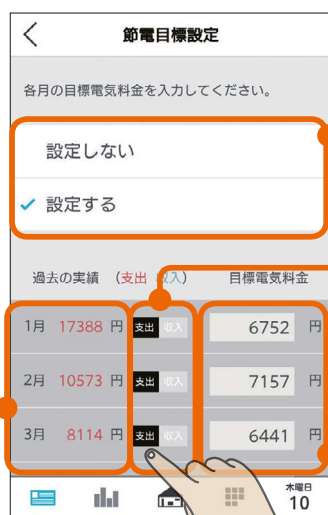 節電目標設定
各月の目標電気料金を入力してください。
設定しない
設定する
過去の実績 （支出 収入） 目標電気料金
1月 17388 円 支出 収入 6752 円
2月 10573 円 支出 収入 7157 円
3月 8114 円 支出 収入 6441 円
木曜日
10